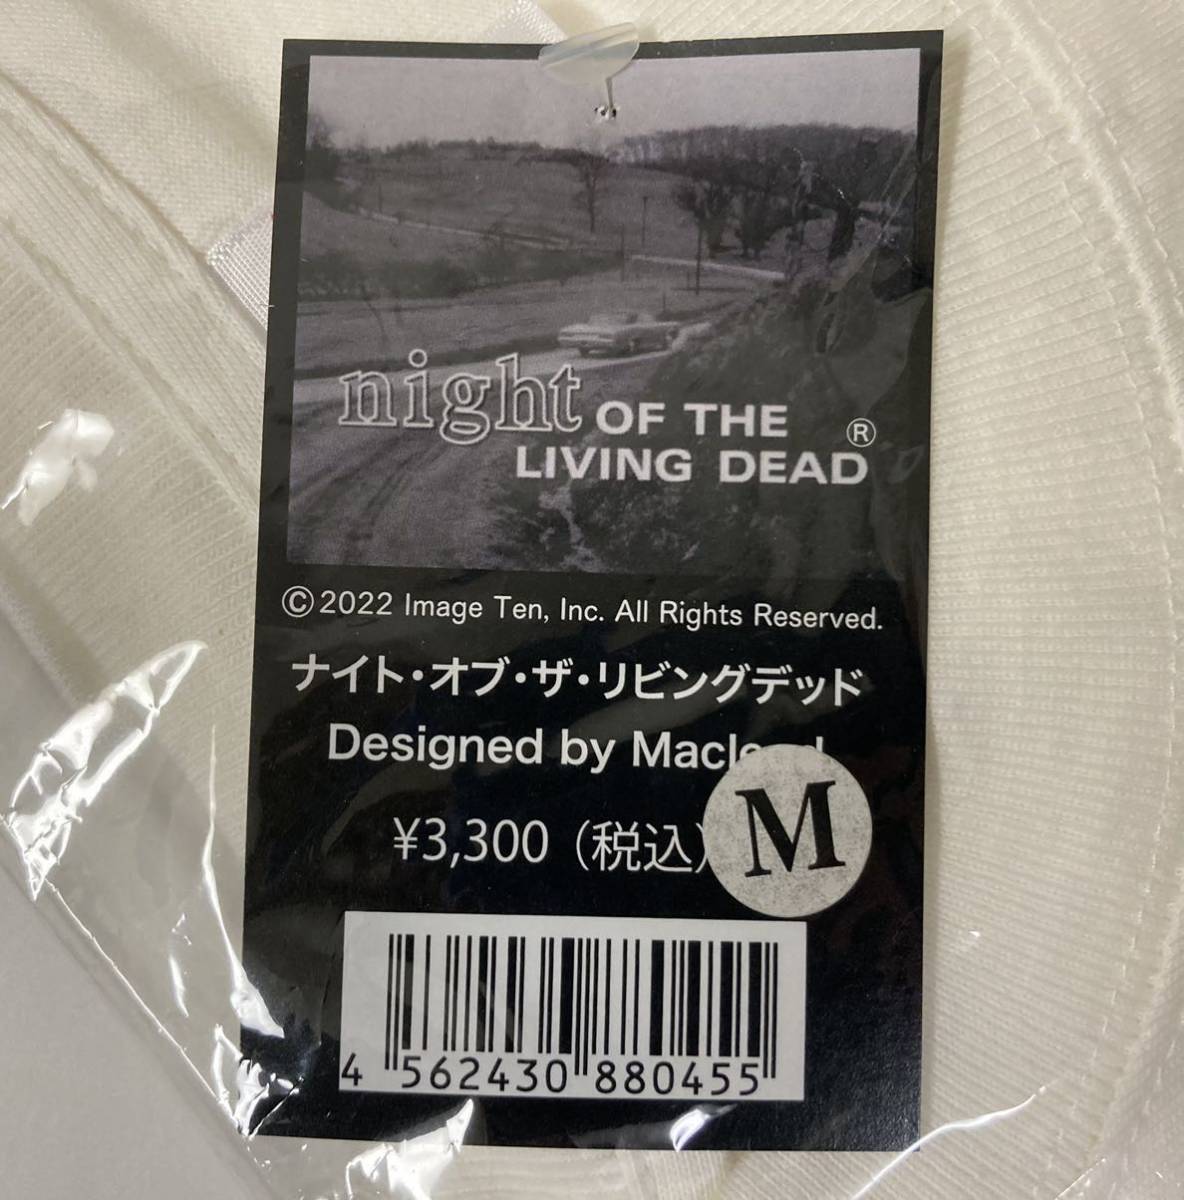 night OF THE
LIVING DEAD®
©2022 Image Ten, Inc. All Rights Reserved.
ナイト・オブ・ザ・リビングデッド
Designed by
¥3,300（税込）
M
4 562430 880455